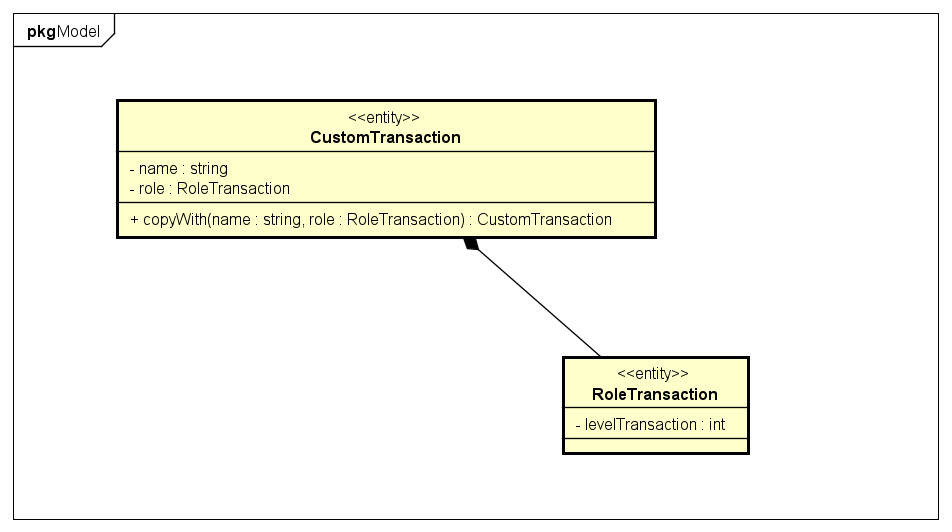 pkgModel
<<entity>>
CustomTransaction
- name : string
- role : RoleTransaction
+ copyWith(name : string, role : RoleTransaction) : CustomTransaction
<<entity>>
RoleTransaction
- levelTransaction : int